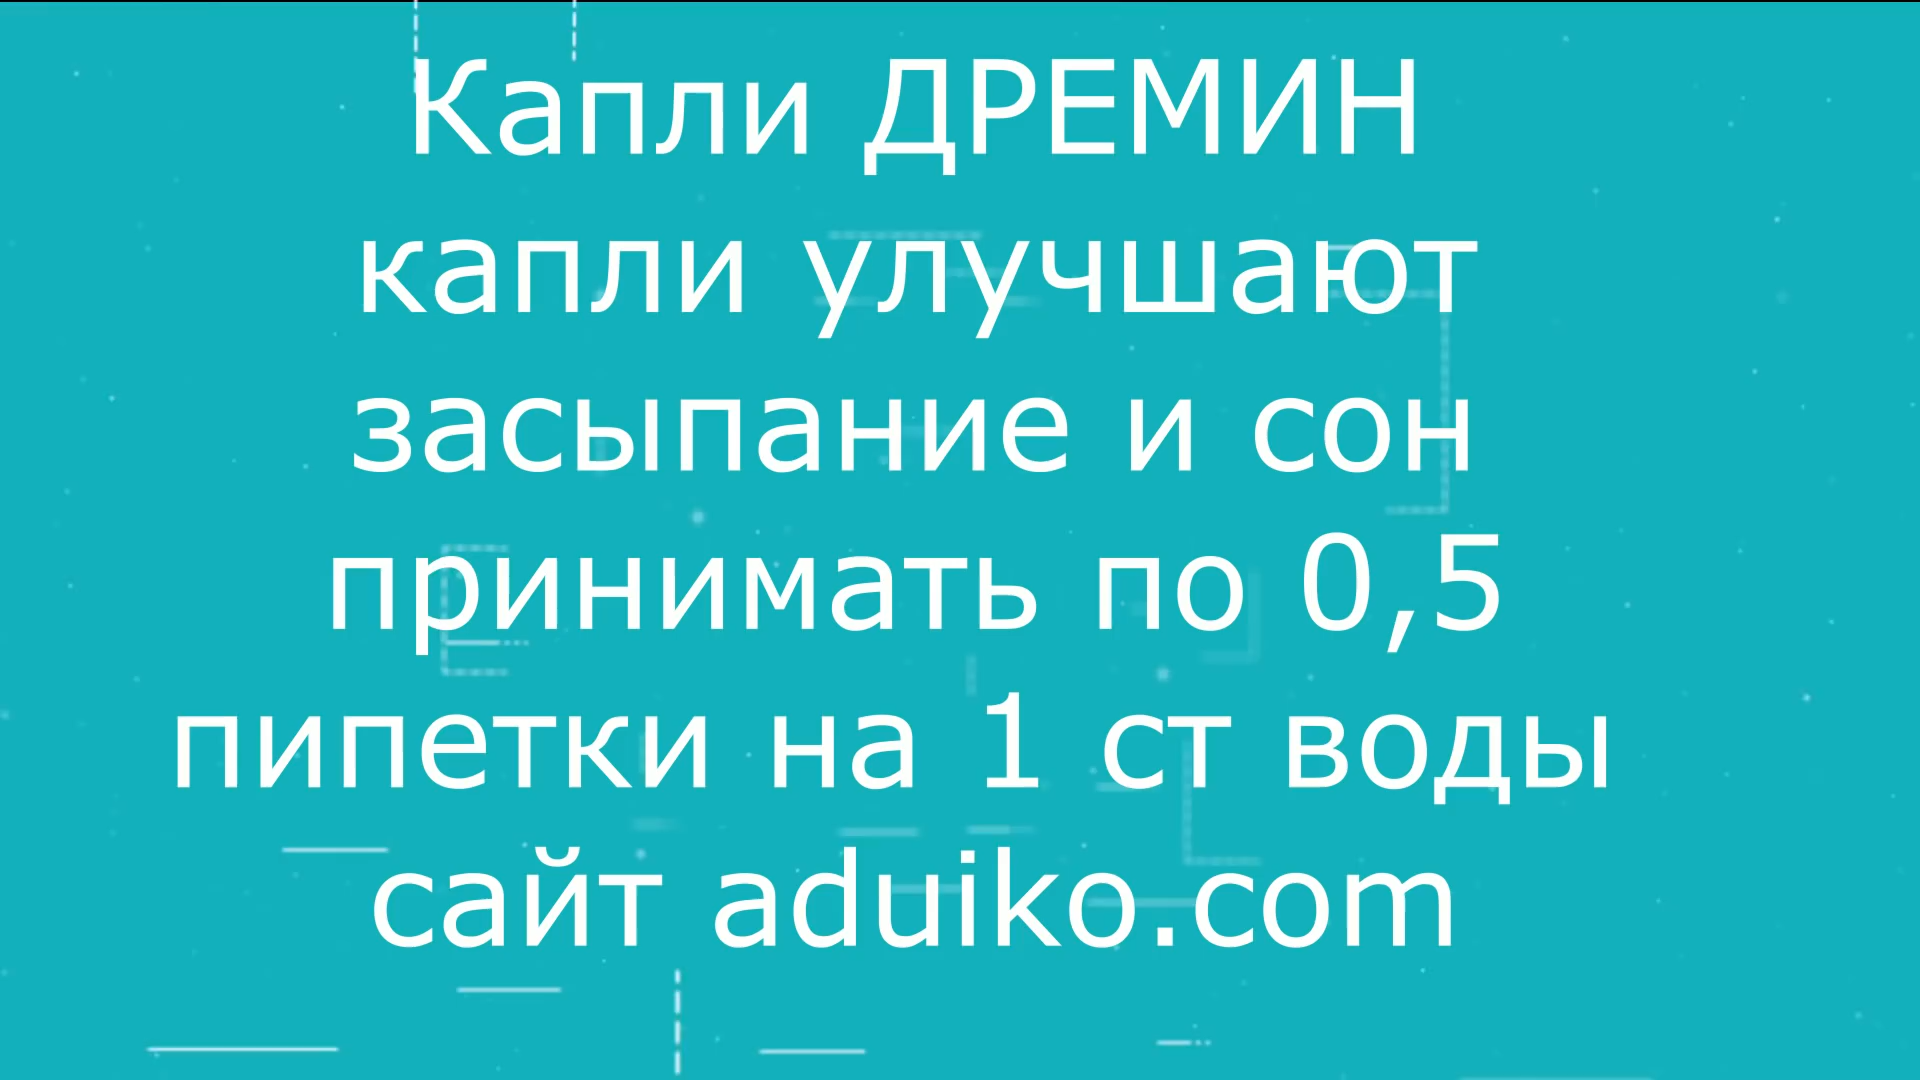 Капли ДРЕМИН
капли улучшают
засыпание и сон
принимать по 0,5
пипетки на 1 ст воды
сайт aduiko.com